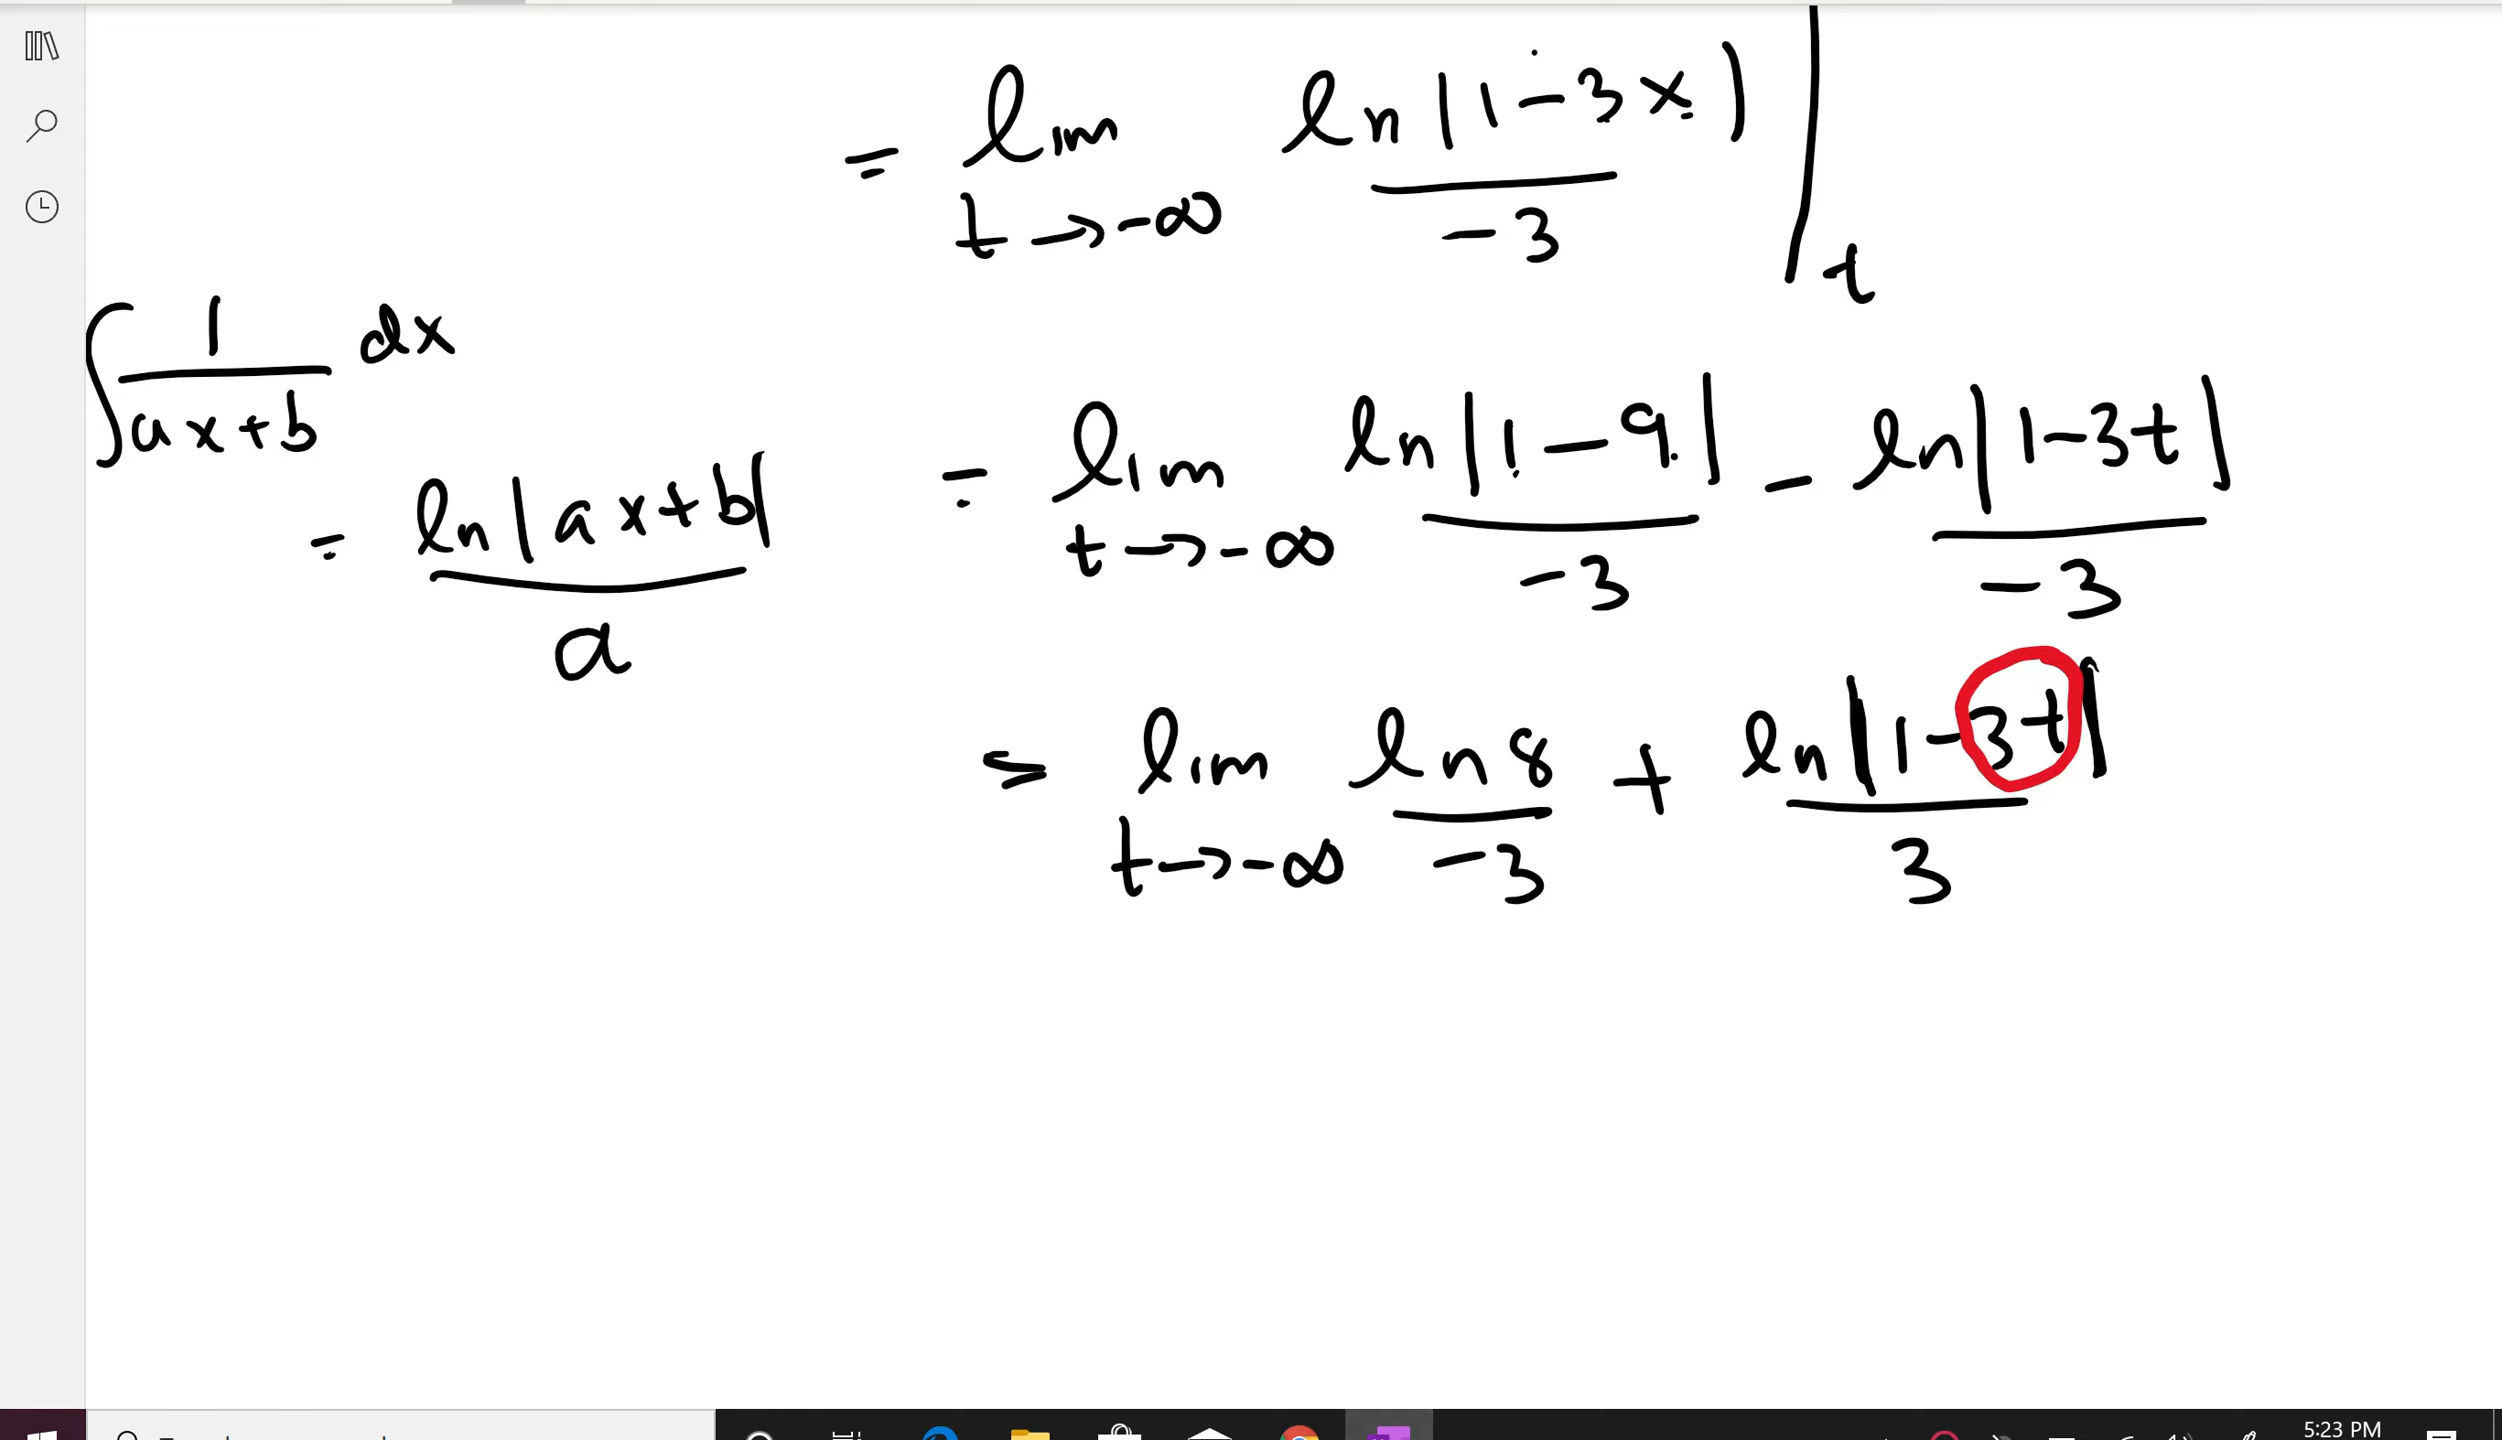 = lim ln|1-3x|
t→-∞ -3 t
∫ 1 dx
ax+b
= ln|ax+b|
a
= lim ln|1-9| - ln|1-3t|
t→-∞ -3 -3
= lim ln8 + ln|1-3t|
t→-∞ -3 3
5:23 PM